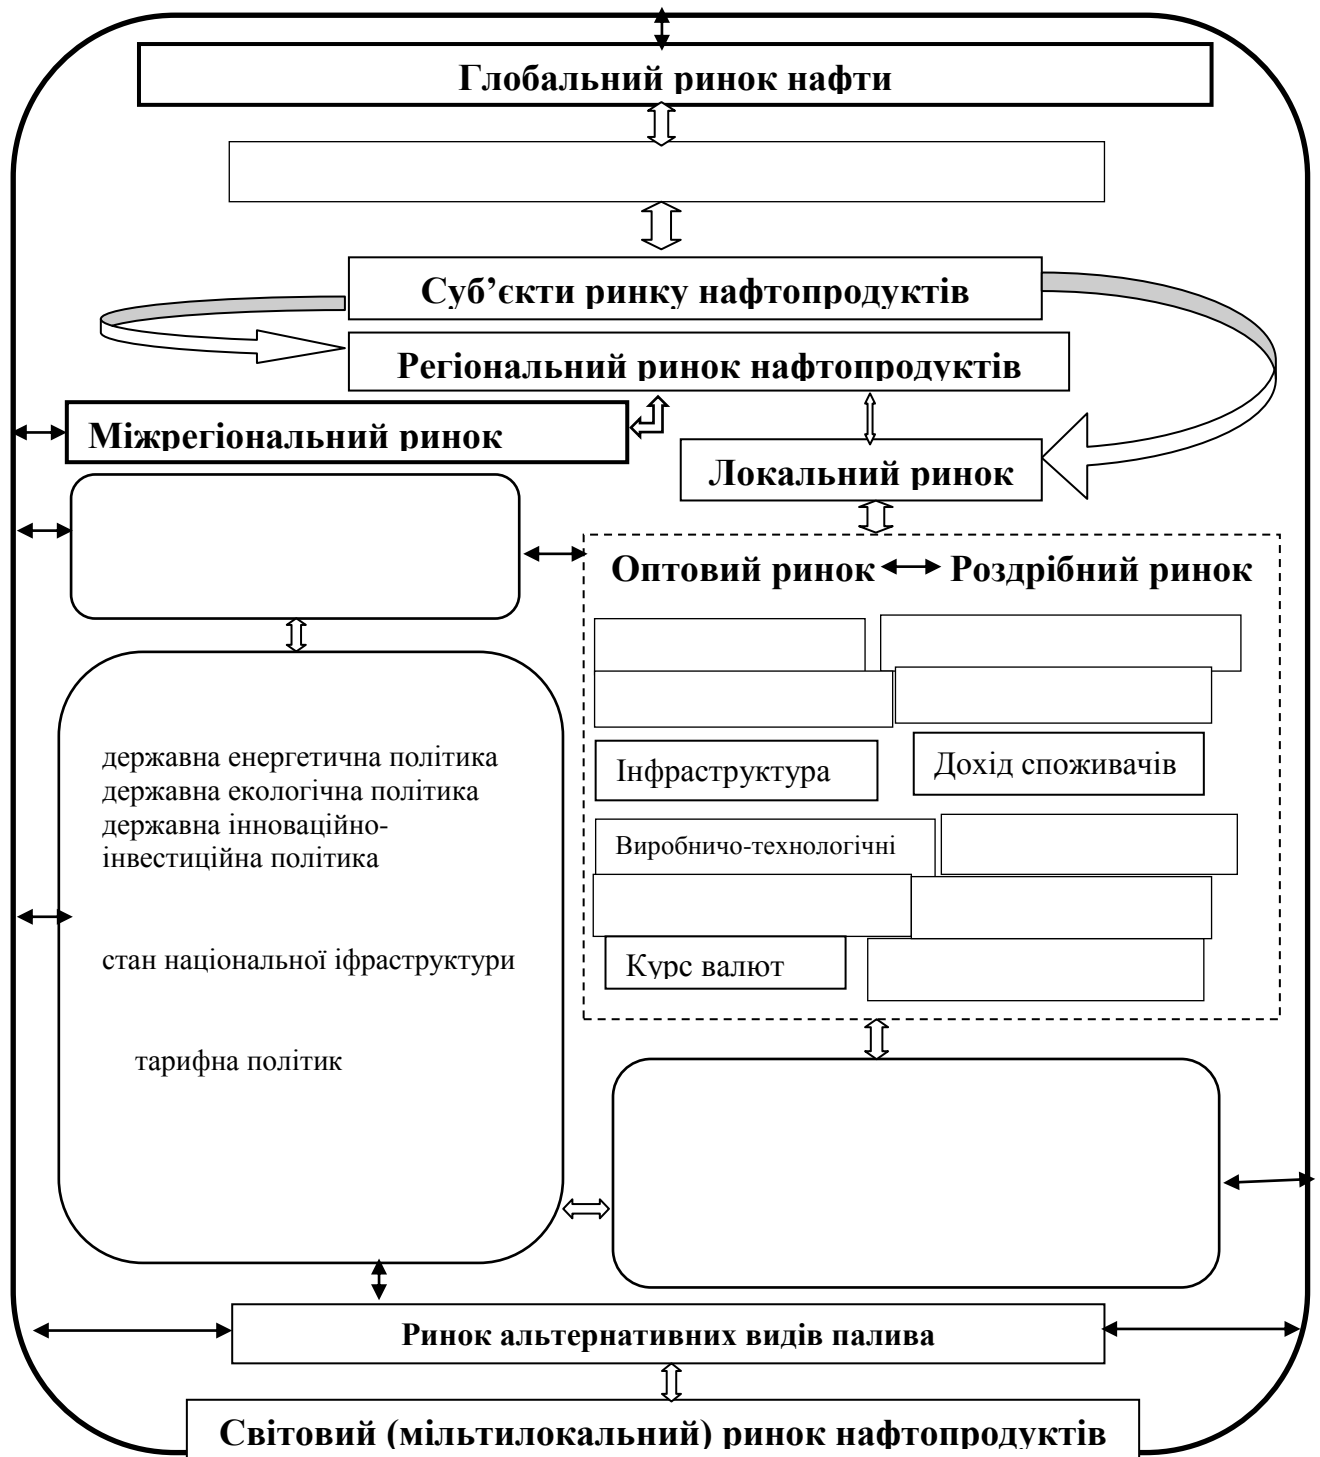 Глобальний ринок нафти
Суб’єкти ринку нафтопродуктів
Регіональний ринок нафтопродуктів
Міжрегіональний ринок
Локальний ринок
Оптовий ринок Роздрібний ринок
державна енергетична політика
державна екологічна політика
державна інноваційно-
інвестиційна політика
стан національної іфраструктури
тарифна політик
Інфраструктура
Дохід споживачів
Виробничо-технологічні
Курс валют
Ринок альтернативних видів палива
Світовий (мільтилокальний) ринок нафтопродуктів